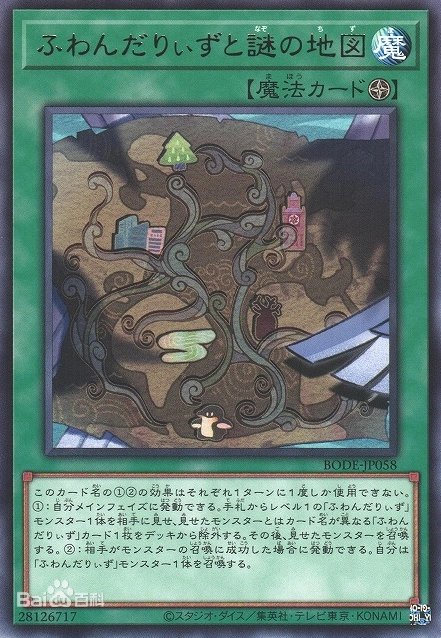 ふわんだりぃずと謎の地図
魔
【魔法カード】
BODE-JP058
このカード名の①②の効果はそれぞれ1ターンに1度しか使用できない。
①:自分メインフェイズに発動できる。手札からレベル1の「ふわんだりぃず」
モンスター1体を相手に見せ、見せたモンスターとはカード名が異なる「ふわん
だりぃず」カード1枚をデッキから除外する。その後、見せたモンスターを召喚
する。②:相手がモンスターの召喚に成功した場合に発動できる。自分は
「ふわんだりぃず」モンスター1体を召喚する。
Bai百科
28126717
©スタジオ・ダイス/集英社・テレビ東京・KONAMI